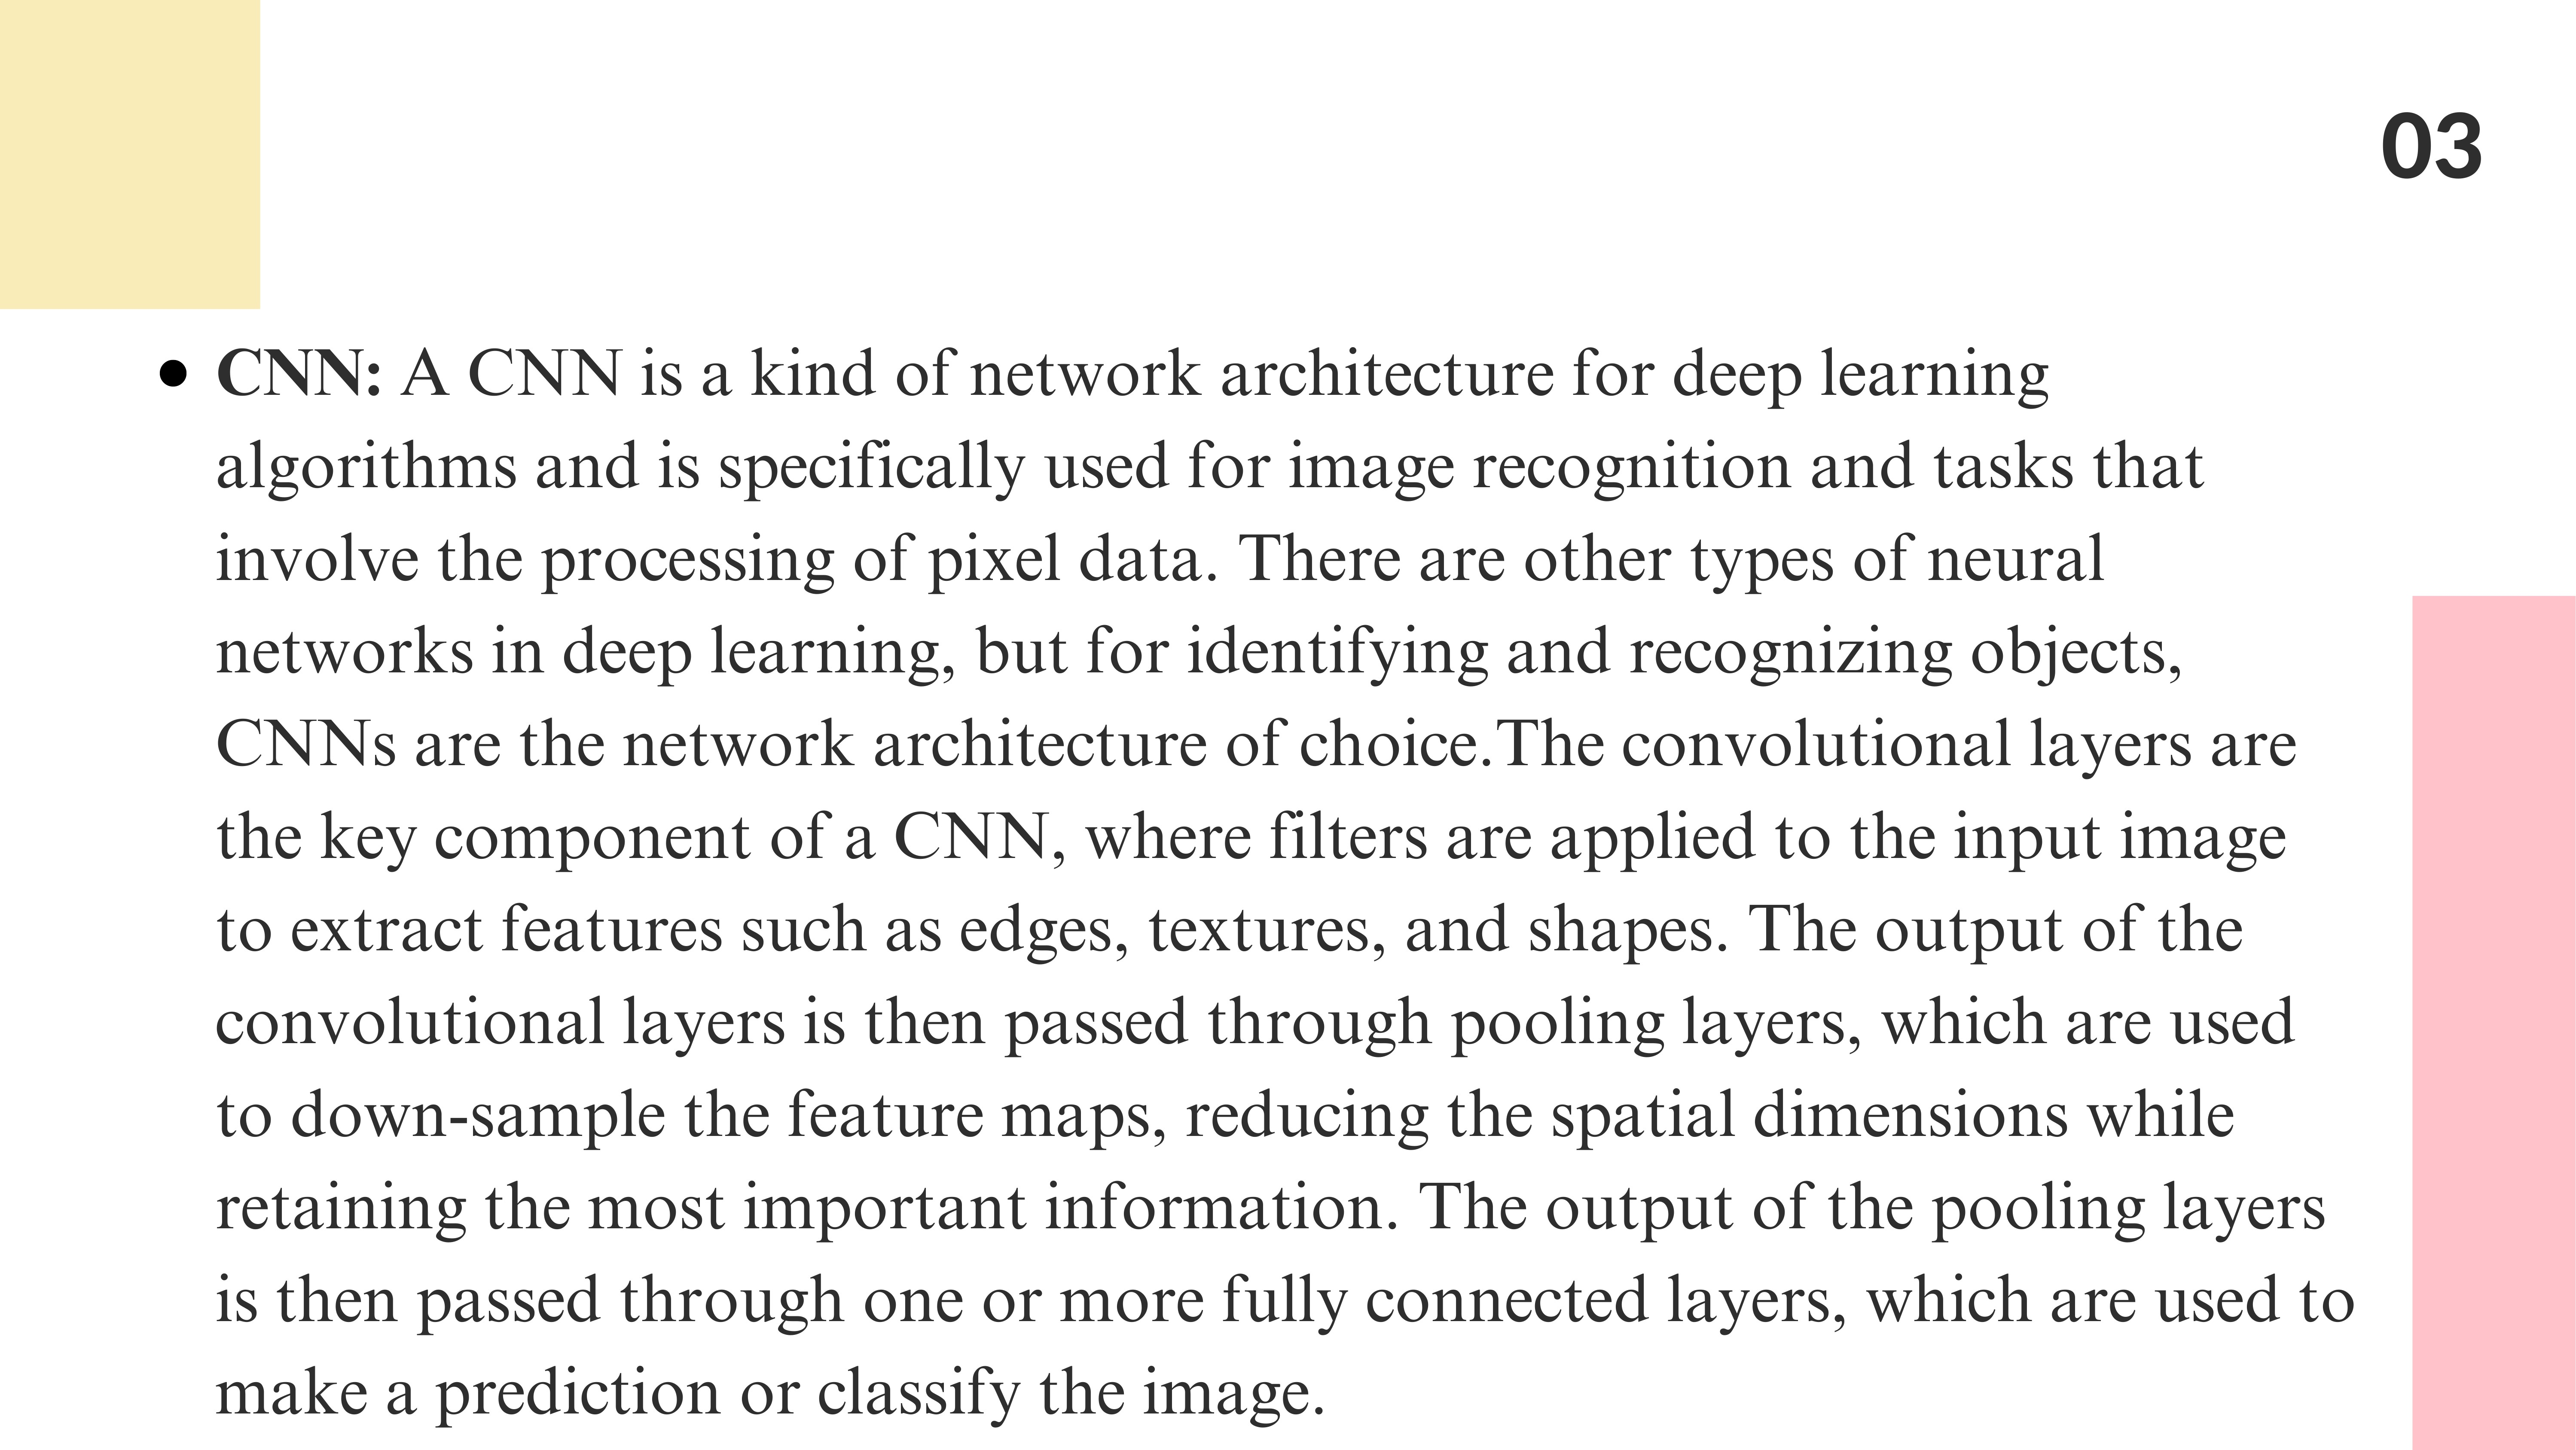 03
• CNN: A CNN is a kind of network architecture for deep learning
algorithms and is specifically used for image recognition and tasks that
involve the processing of pixel data. There are other types of neural
networks in deep learning, but for identifying and recognizing objects,
CNNs are the network architecture of choice.The convolutional layers are
the key component of a CNN, where filters are applied to the input image
to extract features such as edges, textures, and shapes. The output of the
convolutional layers is then passed through pooling layers, which are used
to down-sample the feature maps, reducing the spatial dimensions while
retaining the most important information. The output of the pooling layers
is then passed through one or more fully connected layers, which are used to
make a prediction or classify the image.